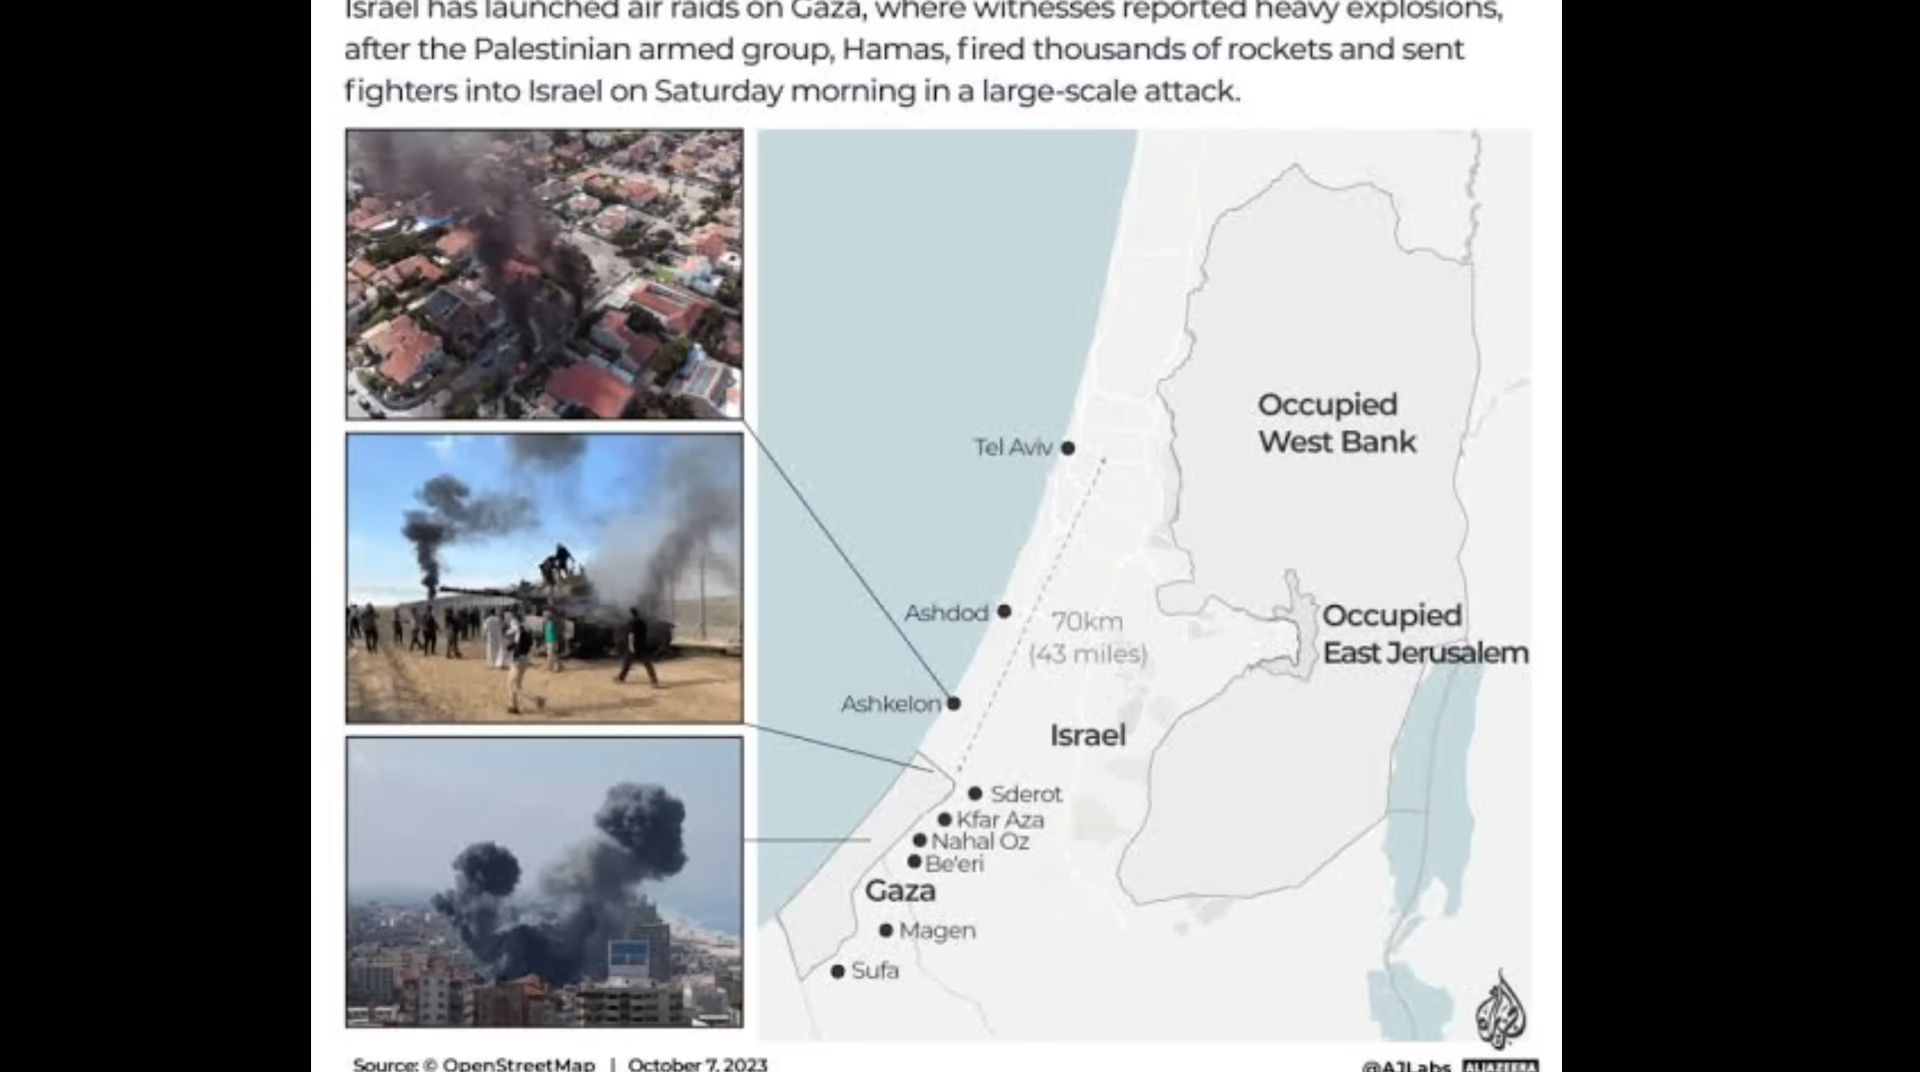 Israel has launched air raids on Gaza, where witnesses reported heavy explosions,
after the Palestinian armed group, Hamas, fired thousands of rockets and sent
fighters into Israel on Saturday morning in a large-scale attack.
Occupied
West Bank
Tel Aviv
Ashdod
70km
(43 miles)
Occupied
East Jerusalem
Ashkelon
Israel
Sderot
Kfar Aza
Nahal Oz
Be'eri
Gaza
Magen
Sufa
Source: © OpenStreetMap | October 7, 2023
@AJLabs ALJAZEERA